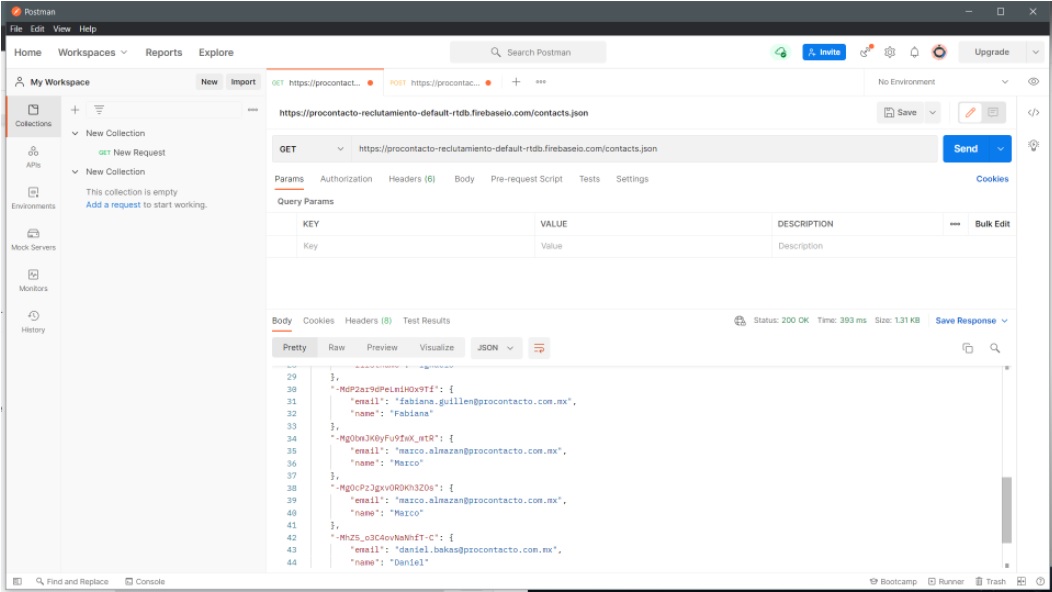 Postman
File Edit View Help
Home Workspaces Reports Explore Search Postman Invite Upgrade
My Workspace New Import GET https://procontact... POST https://procontac... No Environment
Collections
https://procontacto-reclutamiento-default-rtdb.firebaseio.com/contacts.json Save
New Collection
GET New Request
GET https://procontacto-reclutamiento-default-rtdb.firebaseio.com/contacts.json Send
APIs
New Collection
This collection is empty
Add a request to start working.
Params Authorization Headers (6) Body Pre-request Script Tests Settings Cookies
Environments
Query Params
KEY VALUE DESCRIPTION Bulk Edit
Key Value Description
Mock Servers
Monitors
History
Body Cookies Headers (8) Test Results Status: 200 OK Time: 393 ms Size: 1.31 KB Save Response
Pretty Raw Preview Visualize JSON
29 },
30 "-MdP2ar9dPeLmiHOx9Tf": {
31 "email": "fabiana.guillen@procontacto.com.mx",
32 "name": "Fabiana"
33 },
34 "-MgObmJK0yFu9fwX_mtR": {
35 "email": "marco.almazan@procontacto.com.mx",
36 "name": "Marco"
37 },
38 "-MgOcPzJgxvORDKh3ZOs": {
39 "email": "marco.almazan@procontacto.com.mx",
40 "name": "Marco"
41 },
42 "-MhZS_o3C4ovNaNhfT-C": {
43 "email": "daniel.bakas@procontacto.com.mx",
44 "name": "Daniel"
Find and Replace Console Bootcamp Runner Trash